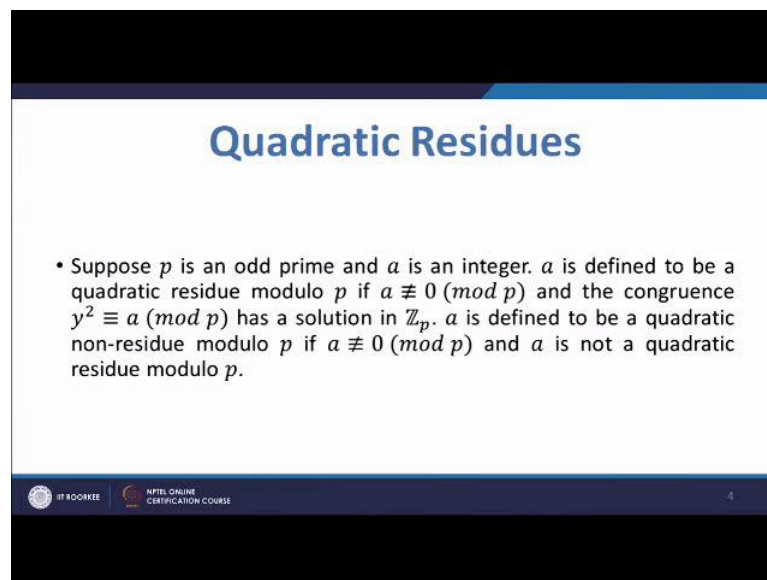 Quadratic Residues
• Suppose 𝑝 is an odd prime and 𝑎 is an integer. 𝑎 is defined to be a
quadratic residue modulo 𝑝 if 𝑎 ≢ 0 (𝑚𝑜𝑑 𝑝) and the congruence
𝑦² ≡ 𝑎 (𝑚𝑜𝑑 𝑝) has a solution in ℤ𝑝. 𝑎 is defined to be a quadratic
non-residue modulo 𝑝 if 𝑎 ≢ 0 (𝑚𝑜𝑑 𝑝) and 𝑎 is not a quadratic
residue modulo 𝑝.
IIT ROORKEE
NPTEL ONLINE
CERTIFICATION COURSE
4